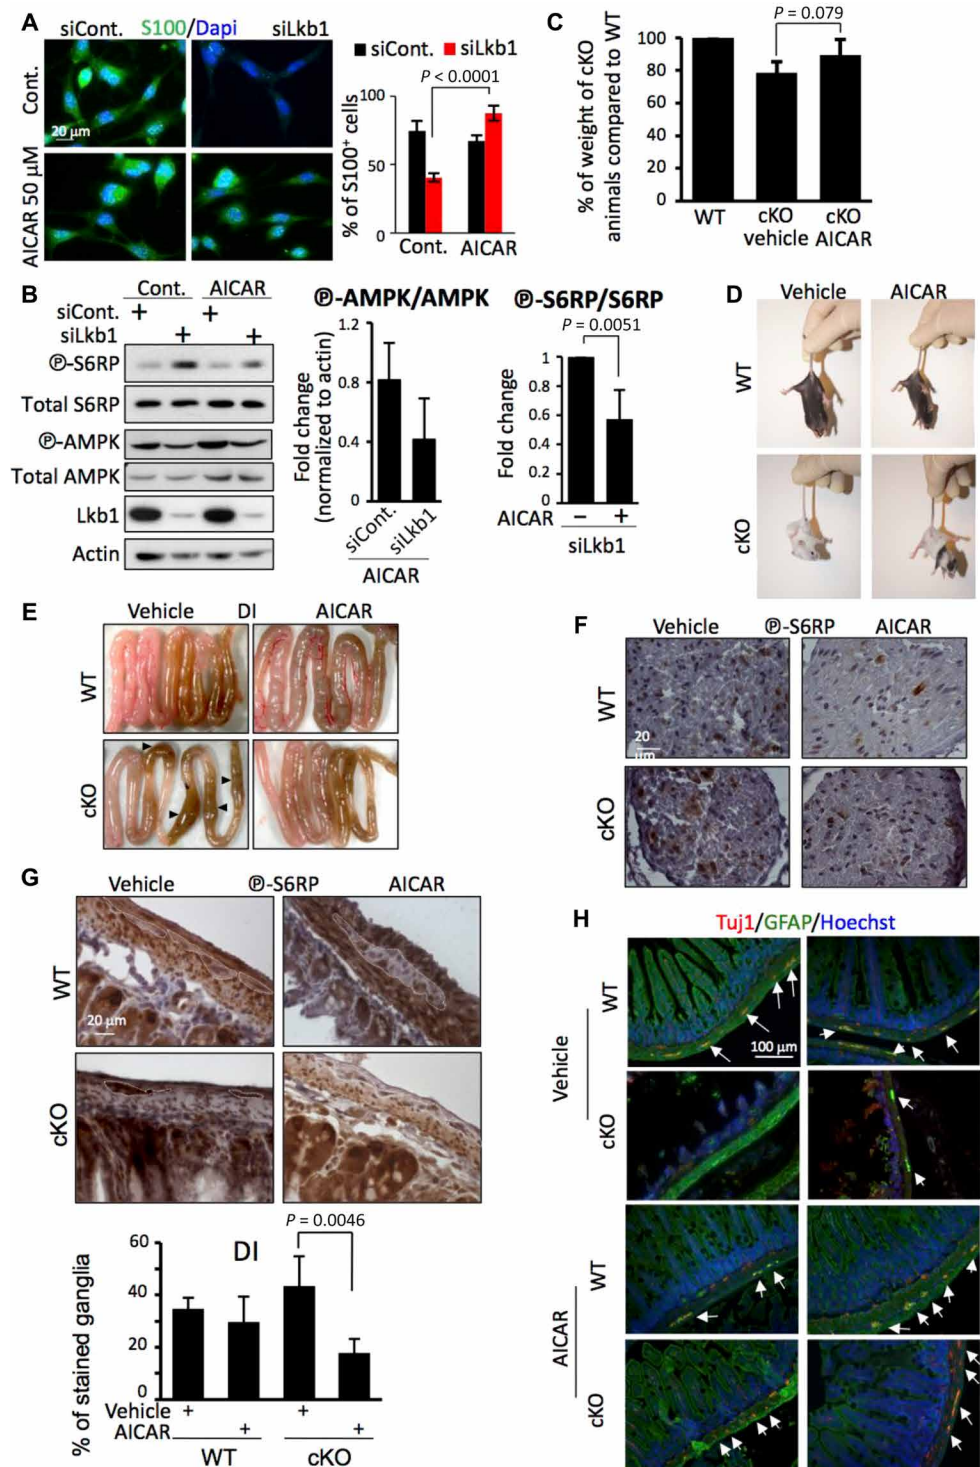 A
siCont. S100/Dapi siLkb1
Cont.
20 µm
AICAR 50 µM
siCont. siLkb1
P < 0.0001
% of S100+ cells
100
50
0
Cont. AICAR
B
Cont. AICAR
siCont. + +
siLkb1 + +
Ⓟ-S6RP
Total S6RP
Ⓟ-AMPK
Total AMPK
Lkb1
Actin
Ⓟ-AMPK/AMPK
Fold change
(normalized to actin)
1.2
0.8
0.4
0
siCont.
siLkb1
AICAR
Ⓟ-S6RP/S6RP
P = 0.0051
Fold change
1
0.8
0.6
0.4
0.2
0
AICAR − +
siLkb1
C
P = 0.079
% of weight of cKO
animals compared to WT
100
80
60
40
20
0
WT cKO cKO
vehicle AICAR
D
Vehicle AICAR
WT
cKO
E
Vehicle DI AICAR
WT
cKO
F
Vehicle Ⓟ-S6RP AICAR
WT
20
µm
cKO
G
Vehicle Ⓟ-S6RP AICAR
WT
20 µm
cKO
P = 0.0046
DI
% of stained ganglia
60
40
20
0
Vehicle + +
AICAR + +
WT cKO
H
Tuj1/GFAP/Hoechst
WT
100 µm
Vehicle
cKO
WT
AICAR
cKO